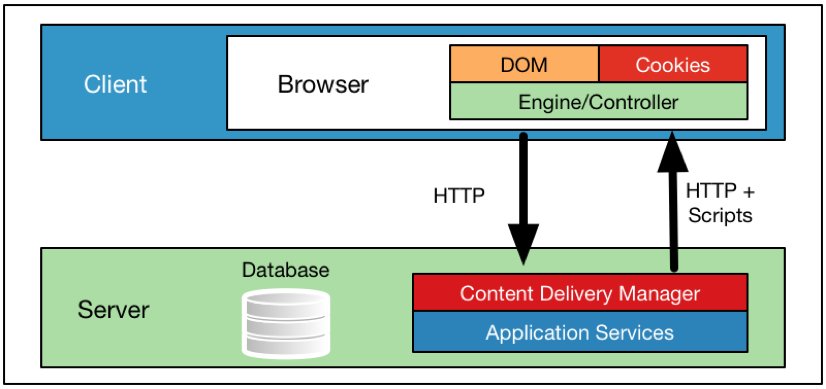 Client
Browser
DOM
Cookies
Engine/Controller
HTTP
HTTP +
Scripts
Server
Database
Content Delivery Manager
Application Services